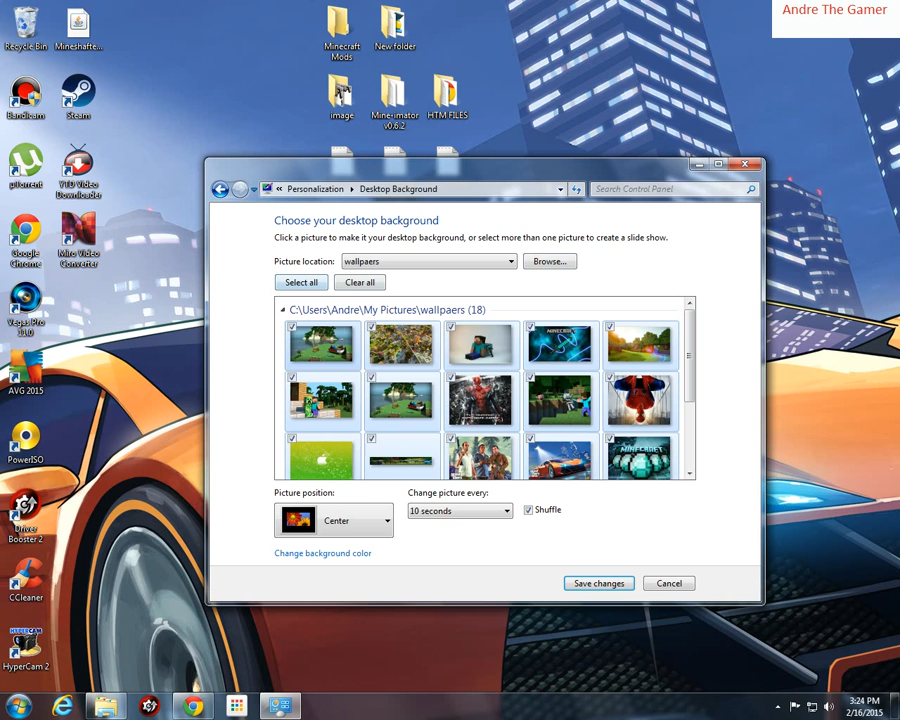 Andre The Gamer
Recycle Bin
Mineshafte...
Minecraft Mods
New folder
Bandicam
Steam
image
Mine-imator v0.6.2
HTM FILES
µTorrent
YTD Video Downloader
Google Chrome
Miro Video Converter
Vegas Pro 11.0
AVG 2015
PowerISO
Driver Booster 2
CCleaner
HYPERCAM
HyperCam 2
« Personalization ▸ Desktop Background
Search Control Panel
Choose your desktop background
Click a picture to make it your desktop background, or select more than one picture to create a slide show.
Picture location: wallpaers Browse...
Select all Clear all
C:\Users\Andre\My Pictures\wallpaers (18)
MINECRAFT
MINECRAFT
Picture position: Change picture every:
Center 10 seconds Shuffle
Change background color
Save changes Cancel
3:24 PM
2/16/2015